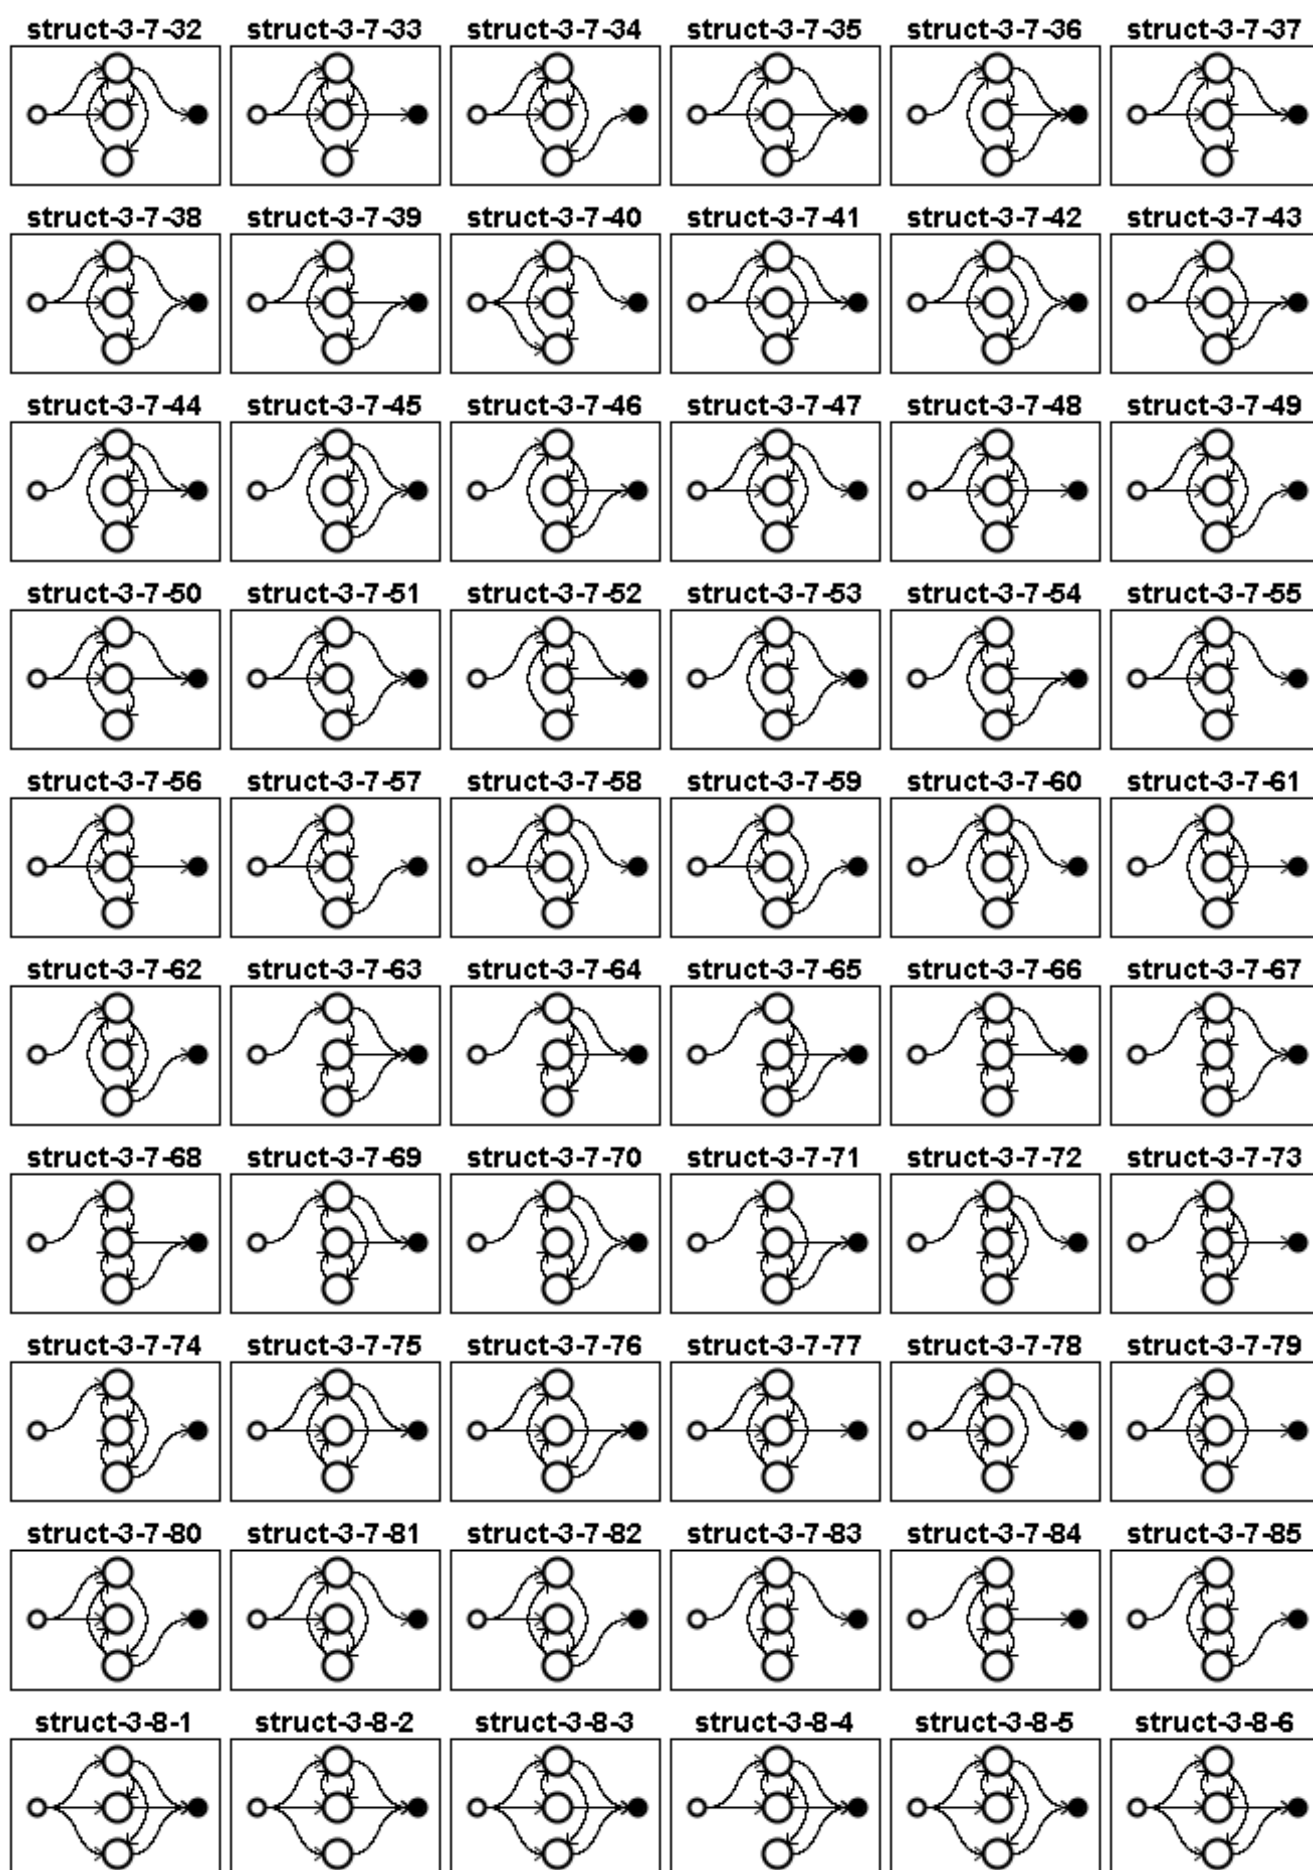 struct-3-7-32 struct-3-7-33 struct-3-7-34 struct-3-7-35 struct-3-7-36 struct-3-7-37
struct-3-7-38 struct-3-7-39 struct-3-7-40 struct-3-7-41 struct-3-7-42 struct-3-7-43
struct-3-7-44 struct-3-7-45 struct-3-7-46 struct-3-7-47 struct-3-7-48 struct-3-7-49
struct-3-7-50 struct-3-7-51 struct-3-7-52 struct-3-7-53 struct-3-7-54 struct-3-7-55
struct-3-7-56 struct-3-7-57 struct-3-7-58 struct-3-7-59 struct-3-7-60 struct-3-7-61
struct-3-7-62 struct-3-7-63 struct-3-7-64 struct-3-7-65 struct-3-7-66 struct-3-7-67
struct-3-7-68 struct-3-7-69 struct-3-7-70 struct-3-7-71 struct-3-7-72 struct-3-7-73
struct-3-7-74 struct-3-7-75 struct-3-7-76 struct-3-7-77 struct-3-7-78 struct-3-7-79
struct-3-7-80 struct-3-7-81 struct-3-7-82 struct-3-7-83 struct-3-7-84 struct-3-7-85
struct-3-8-1 struct-3-8-2 struct-3-8-3 struct-3-8-4 struct-3-8-5 struct-3-8-6